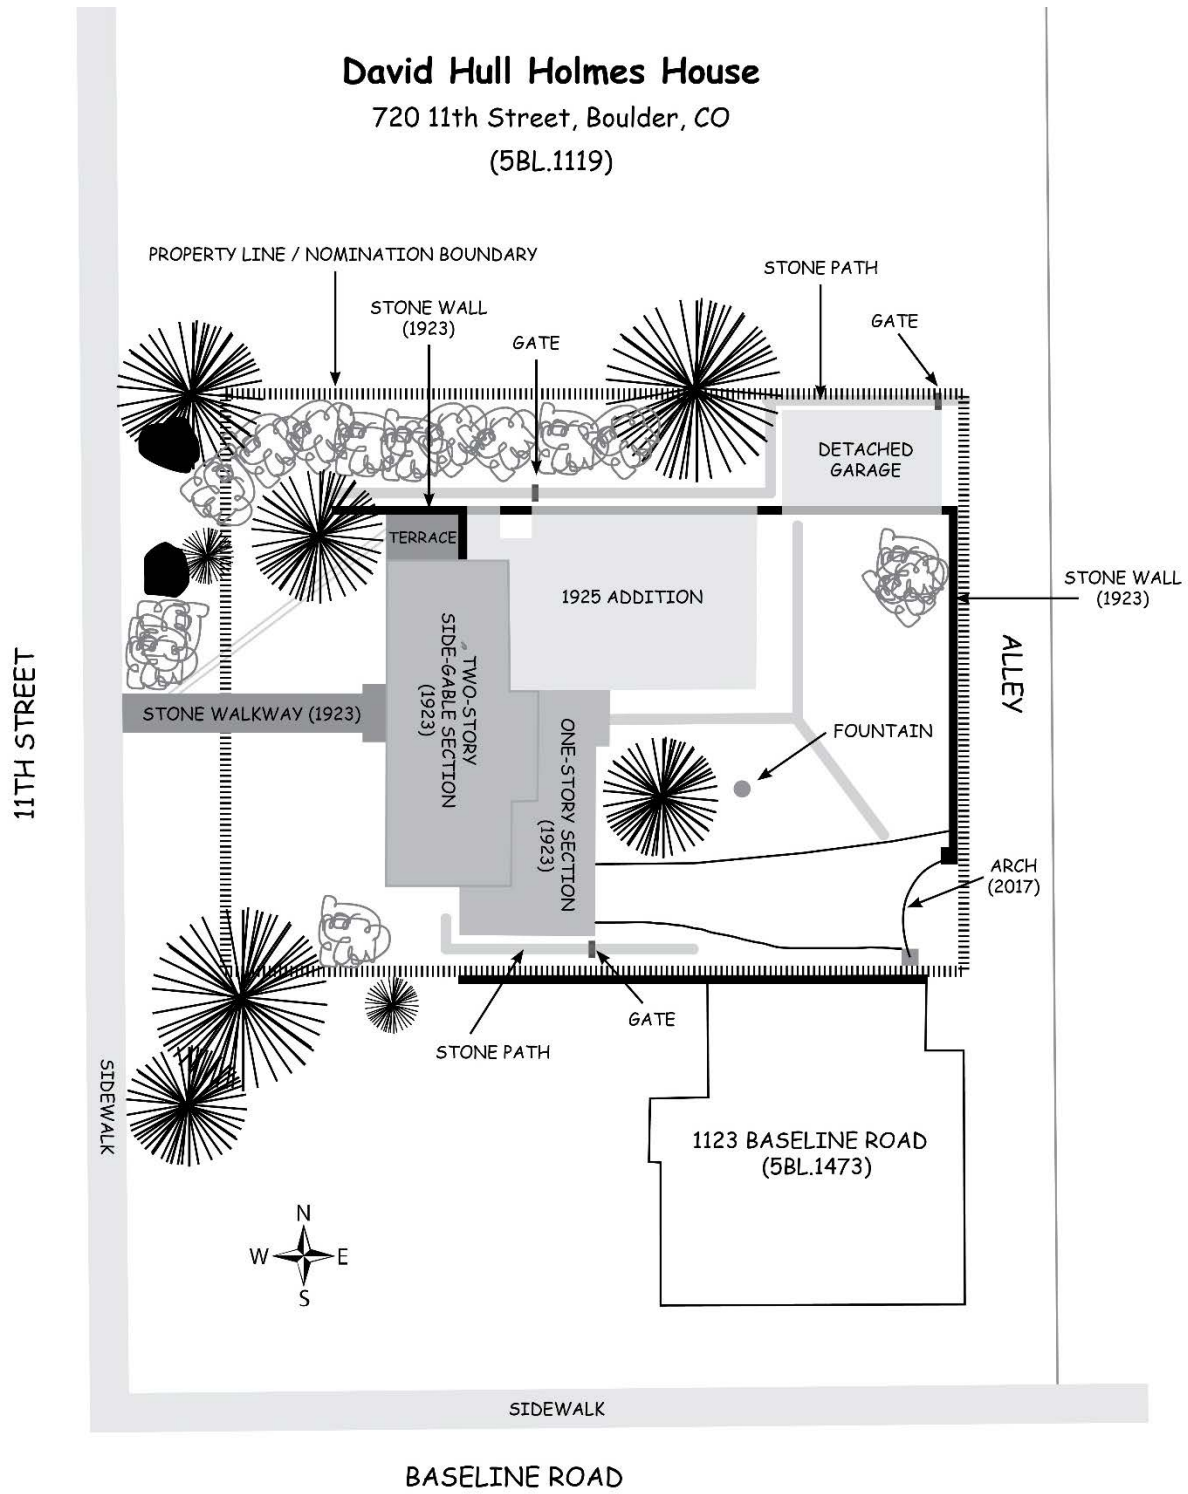 David Hull Holmes House
720 11th Street, Boulder, CO
(5BL.1119)
PROPERTY LINE / NOMINATION BOUNDARY
STONE PATH
STONE WALL
(1923)
GATE
GATE
DETACHED
GARAGE
TERRACE
1925 ADDITION
STONE WALL
(1923)
TWO-STORY
SIDE-GABLE SECTION
(1923)
ALLEY
11TH STREET
STONE WALKWAY (1923)
ONE-STORY SECTION
(1923)
FOUNTAIN
ARCH
(2017)
GATE
STONE PATH
SIDEWALK
1123 BASELINE ROAD
(5BL.1473)
N
W
E
S
SIDEWALK
BASELINE ROAD